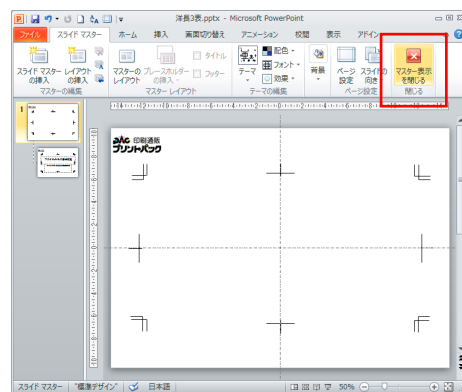 洋長3表.pptx - Microsoft PowerPoint
ファイル スライド マスター ホーム 挿入 画面切り替え アニメーション 校閲 表示 アドイン
スライド マスターの挿入 レイアウトの挿入 マスターのレイアウト プレースホルダーの挿入 タイトル フッター テーマ 配色 フォント 効果 背景 ページ設定 スライドの向き マスター表示を閉じる
マスターの編集 マスター レイアウト テーマの編集 ページ設定 閉じる
1
印刷通販
プリントパック
スライド マスター "標準デザイン" 日本語 50%